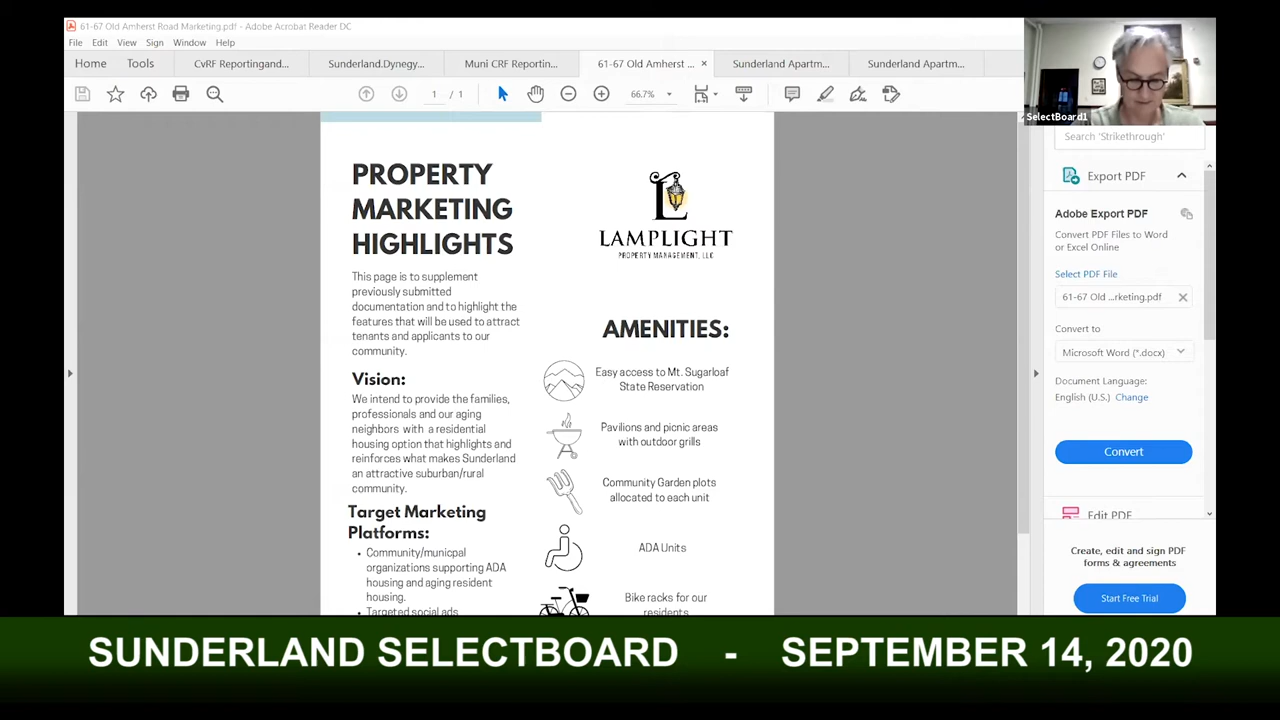 61-67 Old Amherst Road Marketing.pdf - Adobe Acrobat Reader DC
File Edit View Sign Window Help
Home Tools CvRF Reportingand... Sunderland.Dynegy... Muni CRF Reportin... 61-67 Old Amherst ... × Sunderland Apartm... Sunderland Apartm...
1 / 1 66.7%
SelectBoard1
Search 'Strikethrough'
Export PDF
Adobe Export PDF
Convert PDF Files to Word
or Excel Online
Select PDF File
61-67 Old ...rketing.pdf
Convert to
Microsoft Word (*.docx)
Document Language:
English (U.S.) Change
Convert
Edit PDF
Create, edit and sign PDF
forms & agreements
Start Free Trial
PROPERTY
MARKETING
HIGHLIGHTS
This page is to supplement
previously submitted
documentation and to highlight the
features that will be used to attract
tenants and applicants to our
community.
Vision:
We intend to provide the families,
professionals and our aging
neighbors with a residential
housing option that highlights and
reinforces what makes Sunderland
an attractive suburban/rural
community.
Target Marketing
Platforms:
• Community/municpal
organizations supporting ADA
housing and aging resident
housing.
• Targeted social ads
L
LAMPLIGHT
PROPERTY MANAGEMENT, LLC
AMENITIES:
Easy access to Mt. Sugarloaf
State Reservation
Pavilions and picnic areas
with outdoor grills
Community Garden plots
allocated to each unit
ADA Units
Bike racks for our
residents
SUNDERLAND SELECTBOARD - SEPTEMBER 14, 2020